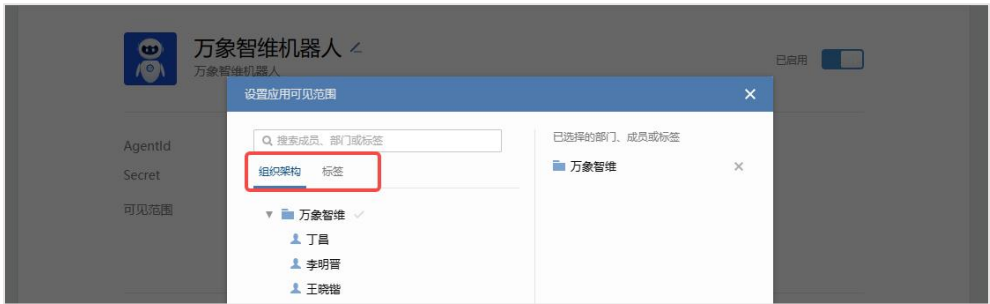 万象智维机器人
万象智维机器人
已启用
设置应用可见范围
AgentId
Secret
可见范围
搜索成员、部门或标签
组织架构 标签
万象智维
丁昌
李明晋
王晓锴
已选择的部门、成员或标签
万象智维